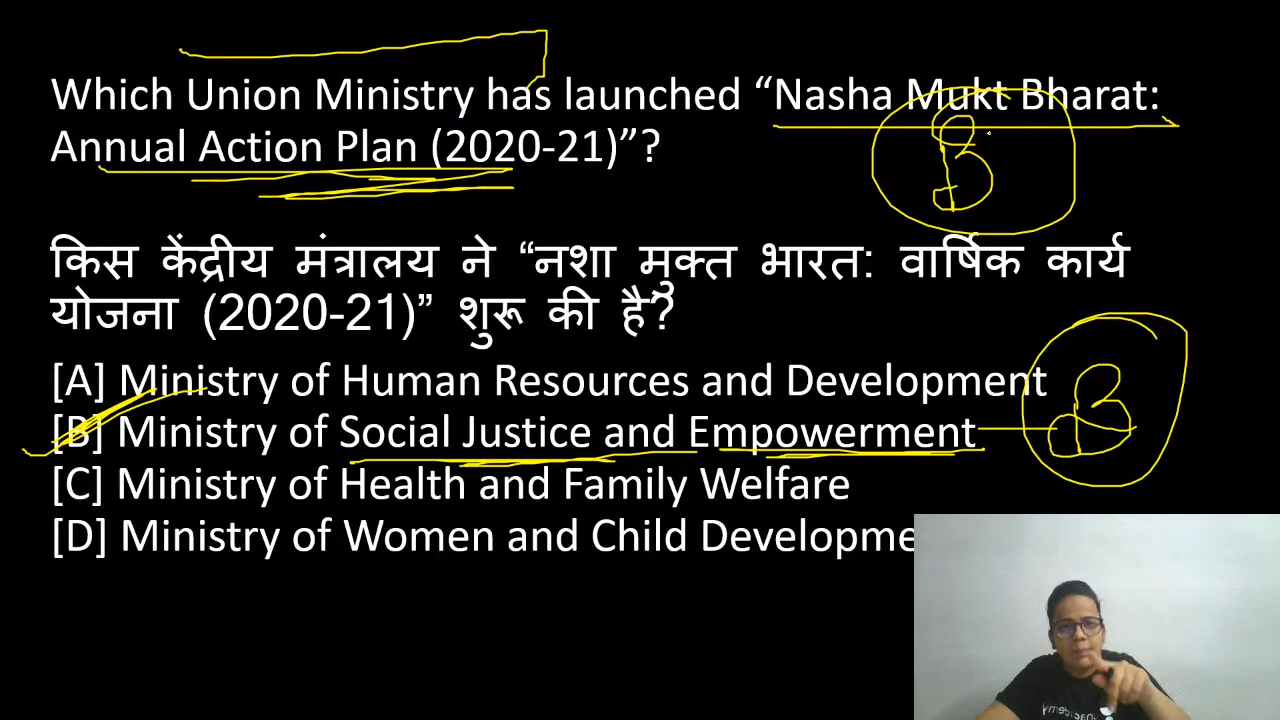 Which Union Ministry has launched “Nasha Mukt Bharat:
Annual Action Plan (2020-21)”?
B
किस केंद्रीय मंत्रालय ने “नशा मुक्त भारत: वार्षिक कार्य
योजना (2020-21)” शुरू की है?
[A] Ministry of Human Resources and Development
[B] Ministry of Social Justice and Empowerment
B
[C] Ministry of Health and Family Welfare
[D] Ministry of Women and Child Developme